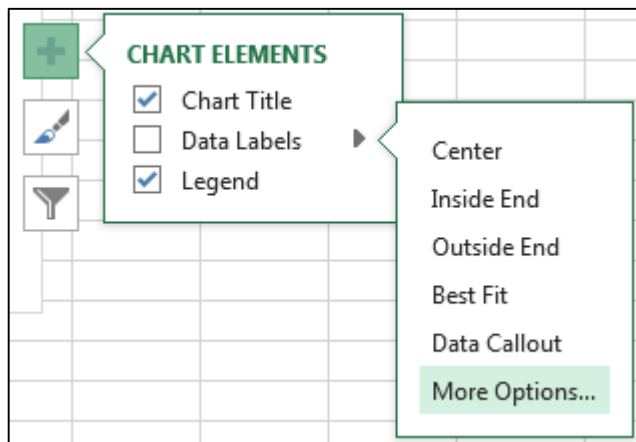 CHART ELEMENTS
Chart Title
Data Labels
Legend
Center
Inside End
Outside End
Best Fit
Data Callout
More Options...